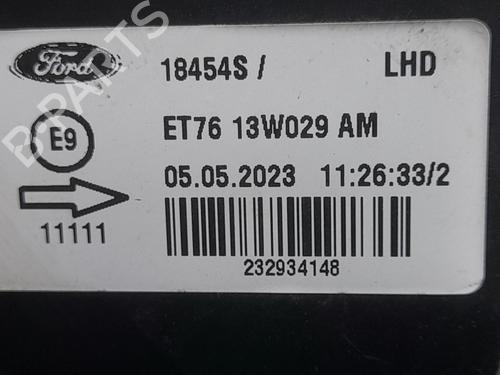 Ford
18454S / LHD
ET76 13W029 AM
E9
05.05.2023 11:26:33/2
11111
232934148
B-PARTS